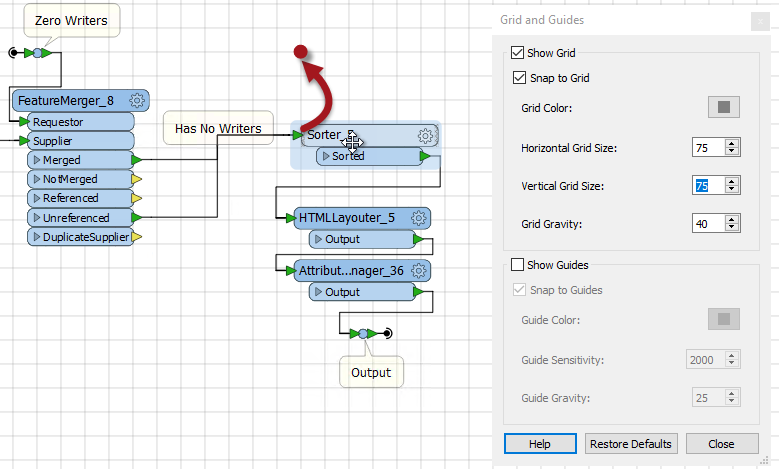 Zero Writers
FeatureMerger_8
Requestor
Supplier
Merged
NotMerged
Referenced
Unreferenced
DuplicateSupplier
Has No Writers
Sorter
Sorted
HTMLLayouter_5
Output
Attribut...nager_36
Output
Output
Grid and Guides
Show Grid
Snap to Grid
Grid Color:
Horizontal Grid Size: 75
Vertical Grid Size: 75
Grid Gravity: 40
Show Guides
Snap to Guides
Guide Color:
Guide Sensitivity: 2000
Guide Gravity: 25
Help Restore Defaults Close